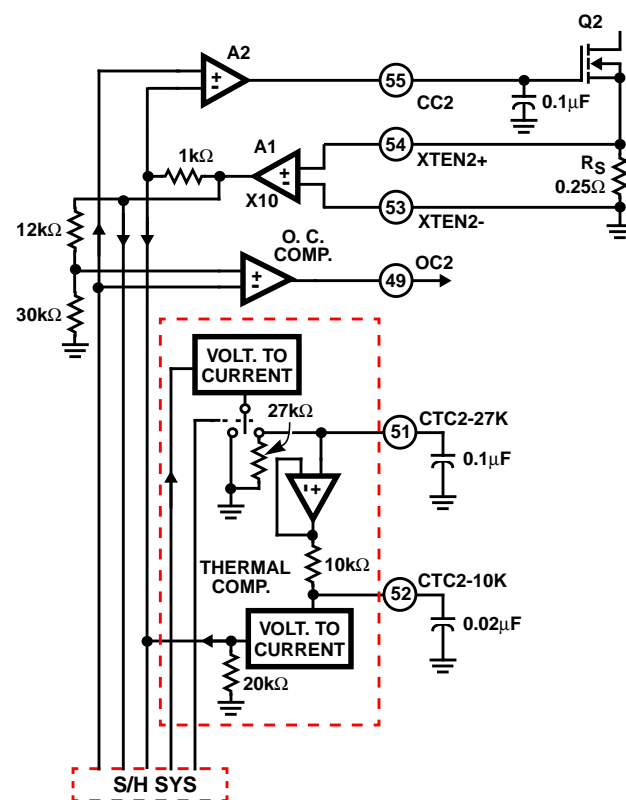 Q2
A2
55
CC2
0.1μF
1kΩ
A1
X10
54
XTEN2+
RS
0.25Ω
53
XTEN2-
12kΩ
O. C.
COMP.
49
OC2
30kΩ
VOLT. TO
CURRENT
27kΩ
51
CTC2-27K
0.1μF
10kΩ
THERMAL
COMP.
52
CTC2-10K
0.02μF
VOLT. TO
CURRENT
20kΩ
S/H SYS